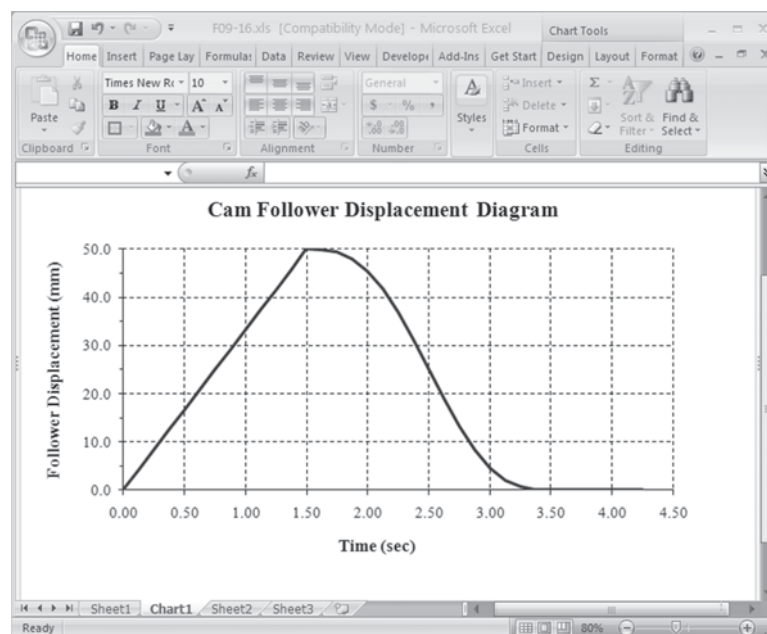 F09-16.xls [Compatibility Mode] - Microsoft Excel
Chart Tools
Home Insert Page Lay Formula: Data Review View Develop Add-Ins Get Start Design Layout Format
Paste
Times New Ro 10
B I U A A
General
$ % ,
Styles
Insert
Delete
Format
Σ
Sort & Filter
Find & Select
Clipboard Font Alignment Number Cells Editing
fx
Cam Follower Displacement Diagram
Follower Displacement (mm)
50.0
40.0
30.0
20.0
10.0
0.0
0.00 0.50 1.00 1.50 2.00 2.50 3.00 3.50 4.00 4.50
Time (sec)
Sheet1 Chart1 Sheet2 Sheet3
Ready 80%